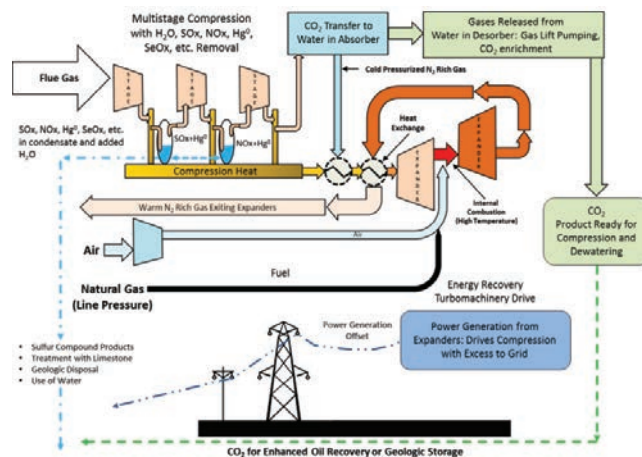 Multistage Compression
with H₂O, SOx, NOx, Hg⁰,
SeOx, etc. Removal
CO₂ Transfer to
Water in Absorber
Gases Released from
Water in Desorber: Gas Lift Pumping,
CO₂ enrichment
Flue Gas
STAGE
STAGE
STAGE
Cold Pressurized N₂ Rich Gas
Heat
Exchange
SOx, NOx, Hg⁰, SeOx, etc.
in condensate and added
H₂O
SOx+Hg⁰
NOx+Hg⁰
EXPANDER
EXPANDER
Compression Heat
Internal
Combustion
(High Temperature)
Warm N₂ Rich Gas Exiting Expanders
Air
Air
CO₂
Product Ready for
Compression and
Dewatering
Fuel
Natural Gas
(Line Pressure)
Energy Recovery
Turbomachinery Drive
Power Generation
Offset
Power Generation from
Expanders: Drives Compression
with Excess to Grid
• Sulfur Compound Products
• Treatment with Limestone
• Geologic Disposal
• Use of Water
CO₂ for Enhanced Oil Recovery or Geologic Storage